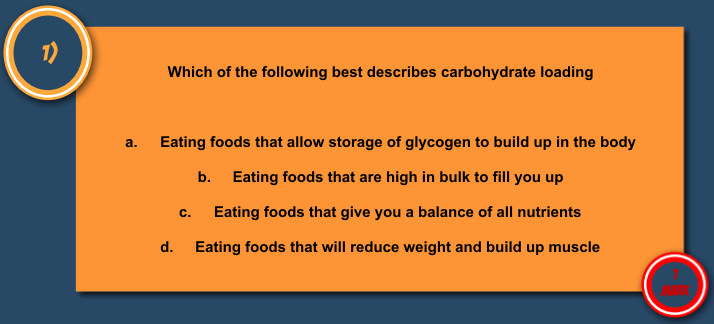 1)
Which of the following best describes carbohydrate loading
a. Eating foods that allow storage of glycogen to build up in the body
b. Eating foods that are high in bulk to fill you up
c. Eating foods that give you a balance of all nutrients
d. Eating foods that will reduce weight and build up muscle
1